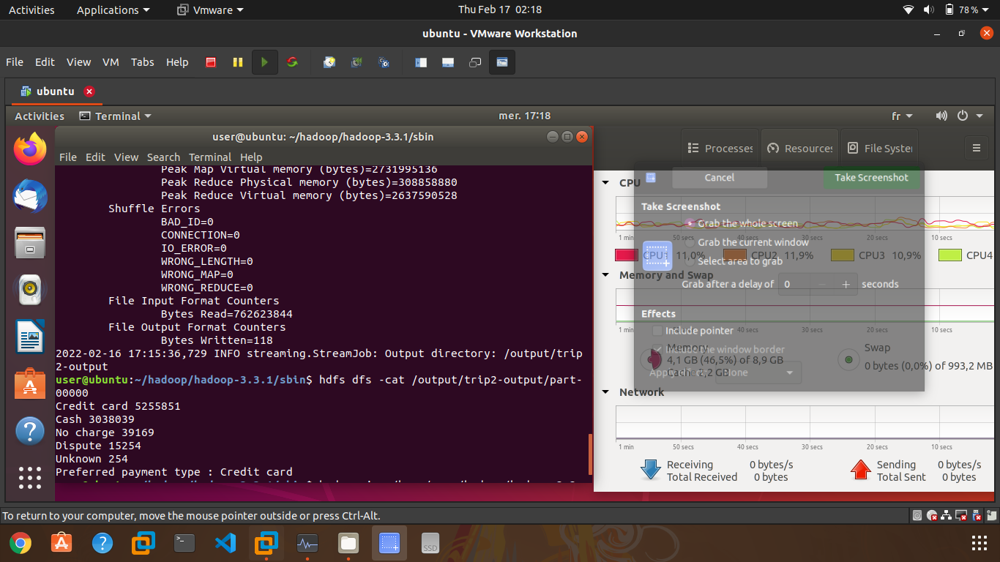 Activities Applications Vmware Thu Feb 17 02:18 78%
ubuntu - VMware Workstation
File Edit View VM Tabs Help
ubuntu
Activities Terminal mer. 17:18 fr
user@ubuntu: ~/hadoop/hadoop-3.3.1/sbin
File Edit View Search Terminal Help
Peak Map Virtual memory (bytes)=2731995136
Peak Reduce Physical memory (bytes)=308858880
Peak Reduce Virtual memory (bytes)=2637590528
Shuffle Errors
BAD_ID=0
CONNECTION=0
IO_ERROR=0
WRONG_LENGTH=0
WRONG_MAP=0
WRONG_REDUCE=0
File Input Format Counters
Bytes Read=762623844
File Output Format Counters
Bytes Written=118
2022-02-16 17:15:36,729 INFO streaming.StreamJob: Output directory: /output/trip
2-output
user@ubuntu:~/hadoop/hadoop-3.3.1/sbin$ hdfs dfs -cat /output/trip2-output/part-
00000
Credit card 5255851
Cash 3038039
No charge 39169
Dispute 15254
Unknown 254
Preferred payment type : Credit card
Processes Resources File Syster
Cancel Take Screenshot
CPU
Take Screenshot
Grab the whole screen
1 min 50 secs 40 secs 30 secs 20 secs 10 secs
Grab the current window
CPU1 11,0% CPU2 11,9% CPU3 10,9% CPU4
Select area to grab
Memory and Swap
Grab after a delay of 0 seconds
Effects
1 min 50 secs 40 secs 30 secs 20 secs 10 secs
Include pointer
Memory Swap
Include the window border
4,1 GB (46,5%) of 8,9 GB 0 bytes (0,0%) of 993,2 MB
Cache 2,2 GB
None
Network
1 min 50 secs 40 secs 30 secs 20 secs 10 secs
Receiving 0 bytes/s Sending 0 bytes/s
Total Received 0 bytes Total Sent 0 bytes
To return to your computer, move the mouse pointer outside or press Ctrl-Alt.
SSD